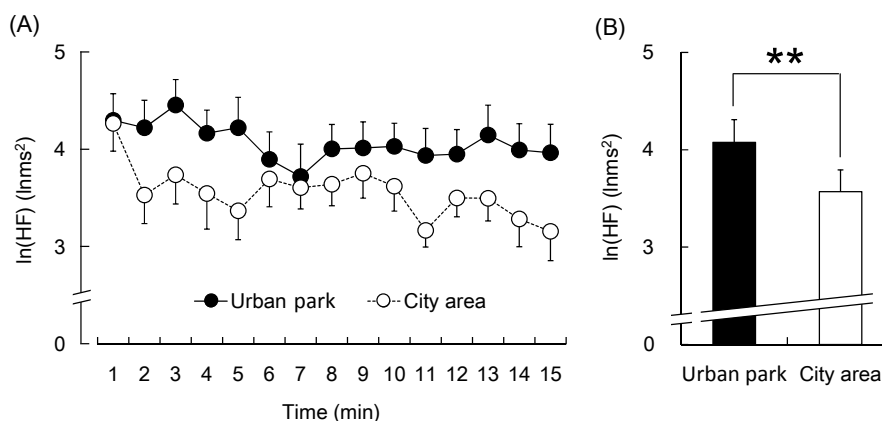 (A)
5
4
3
0
ln(HF) (lnms²)
Urban park
City area
1 2 3 4 5 6 7 8 9 10 11 12 13 14 15
Time (min)
(B)
**
5
4
3
0
ln(HF) (lnms²)
Urban park City area